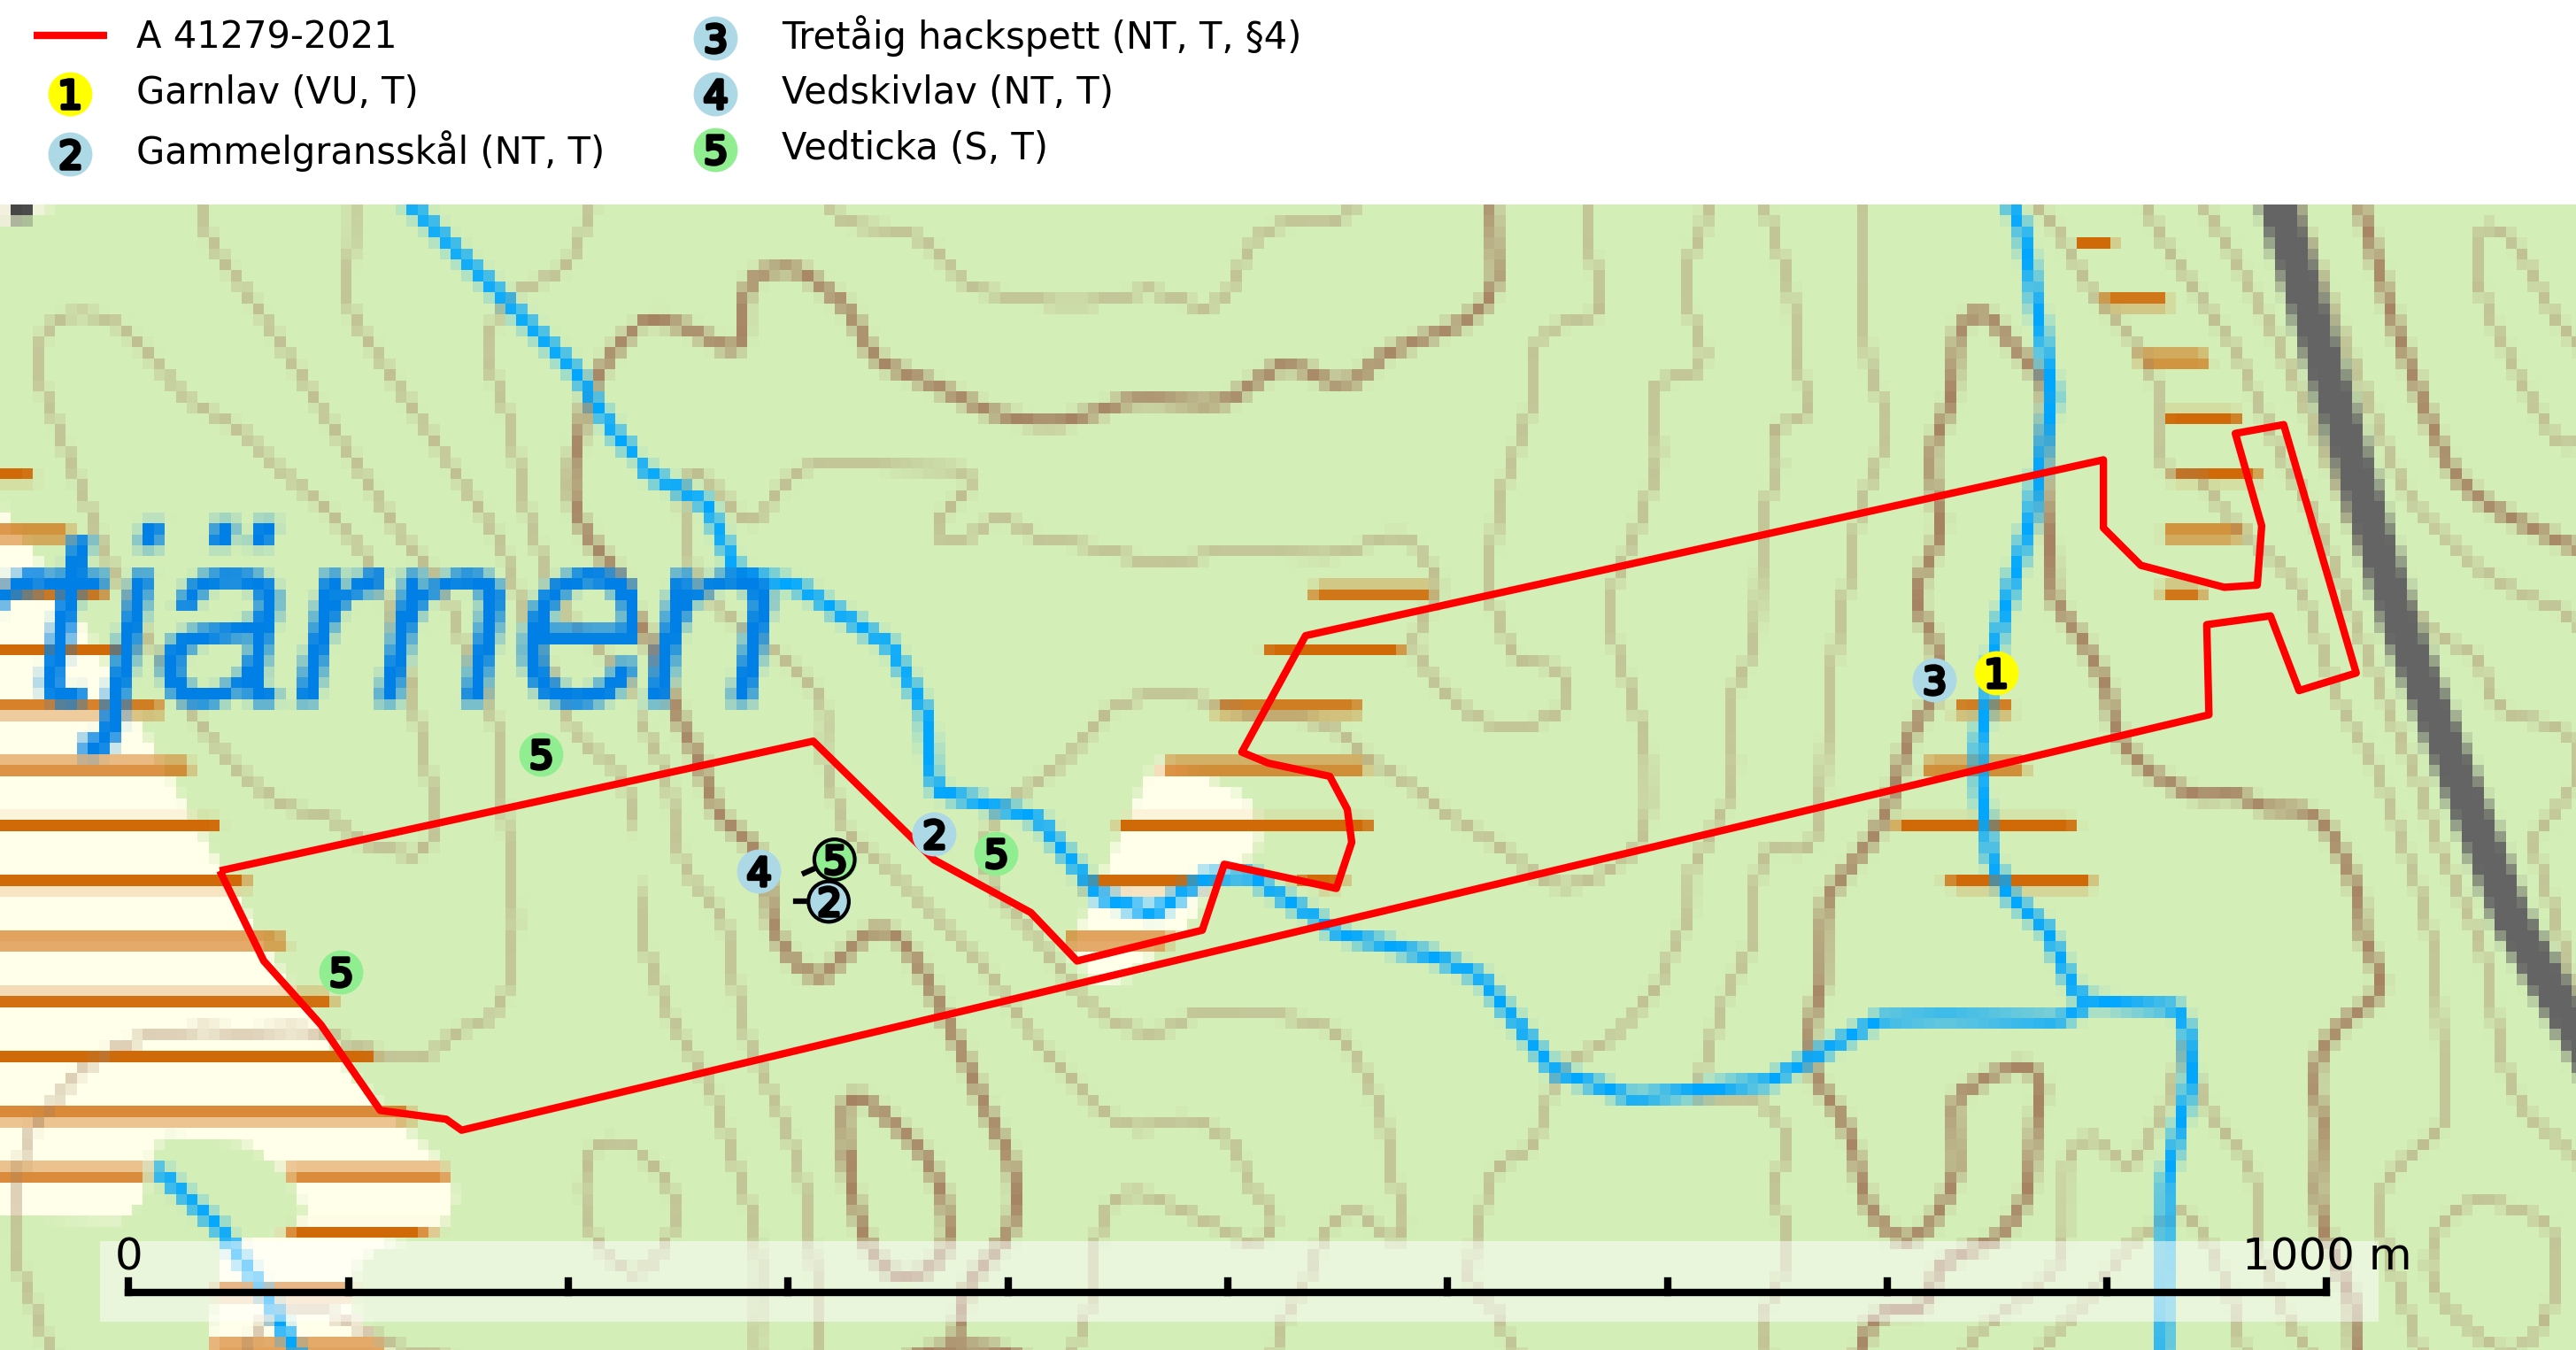 A 41279-2021
1 Garnlav (VU, T)
2 Gammelgransskål (NT, T)
3 Tretåig hackspett (NT, T, §4)
4 Vedskivlav (NT, T)
5 Vedticka (S, T)
tjärnen
3 1
5
2
5
5
4
2
5
0 1000 m